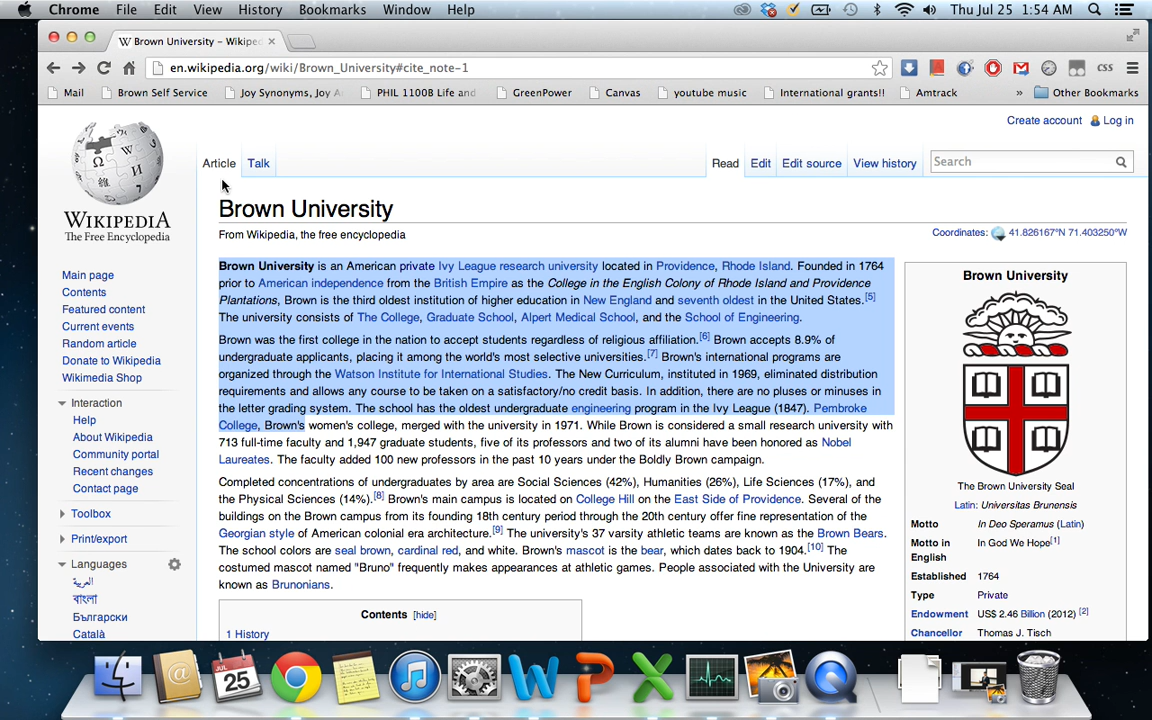 Chrome File Edit View History Bookmarks Window Help Thu Jul 25 1:54 AM
Brown University – Wikiped
en.wikipedia.org/wiki/Brown_University#cite_note-1 CSS
Mail Brown Self Service Joy Synonyms, Joy A PHIL 1100B Life and GreenPower Canvas youtube music International grants!! Amtrack » Other Bookmarks
Create account Log in
Article Talk Read Edit Edit source View history Search
WIKIPEDIA
The Free Encyclopedia
Main page
Contents
Featured content
Current events
Random article
Donate to Wikipedia
Wikimedia Shop
Interaction
Help
About Wikipedia
Community portal
Recent changes
Contact page
Toolbox
Print/export
Languages
العربية
বাংলা
Български
Català
Brown University
From Wikipedia, the free encyclopedia
Coordinates: 41.826167°N 71.403250°W
Brown University is an American private Ivy League research university located in Providence, Rhode Island. Founded in 1764
prior to American independence from the British Empire as the College in the English Colony of Rhode Island and Providence
Plantations, Brown is the third oldest institution of higher education in New England and seventh oldest in the United States.[5]
The university consists of The College, Graduate School, Alpert Medical School, and the School of Engineering.
Brown was the first college in the nation to accept students regardless of religious affiliation.[6] Brown accepts 8.9% of
undergraduate applicants, placing it among the world's most selective universities.[7] Brown's international programs are
organized through the Watson Institute for International Studies. The New Curriculum, instituted in 1969, eliminated distribution
requirements and allows any course to be taken on a satisfactory/no credit basis. In addition, there are no pluses or minuses in
the letter grading system. The school has the oldest undergraduate engineering program in the Ivy League (1847). Pembroke
College, Brown's women's college, merged with the university in 1971. While Brown is considered a small research university with
713 full-time faculty and 1,947 graduate students, five of its professors and two of its alumni have been honored as Nobel
Laureates. The faculty added 100 new professors in the past 10 years under the Boldly Brown campaign.
Completed concentrations of undergraduates by area are Social Sciences (42%), Humanities (26%), Life Sciences (17%), and
the Physical Sciences (14%).[8] Brown's main campus is located on College Hill on the East Side of Providence. Several of the
buildings on the Brown campus from its founding 18th century period through the 20th century offer fine representation of the
Georgian style of American colonial era architecture.[9] The university's 37 varsity athletic teams are known as the Brown Bears.
The school colors are seal brown, cardinal red, and white. Brown's mascot is the bear, which dates back to 1904.[10] The
costumed mascot named "Bruno" frequently makes appearances at athletic games. People associated with the University are
known as Brunonians.
Contents [hide]
1 History
Brown University
The Brown University Seal
Latin: Universitas Brunensis
Motto In Deo Speramus (Latin)
Motto in English In God We Hope[1]
Established 1764
Type Private
Endowment US$ 2.46 Billion (2012) [2]
Chancellor Thomas J. Tisch
JUL
25